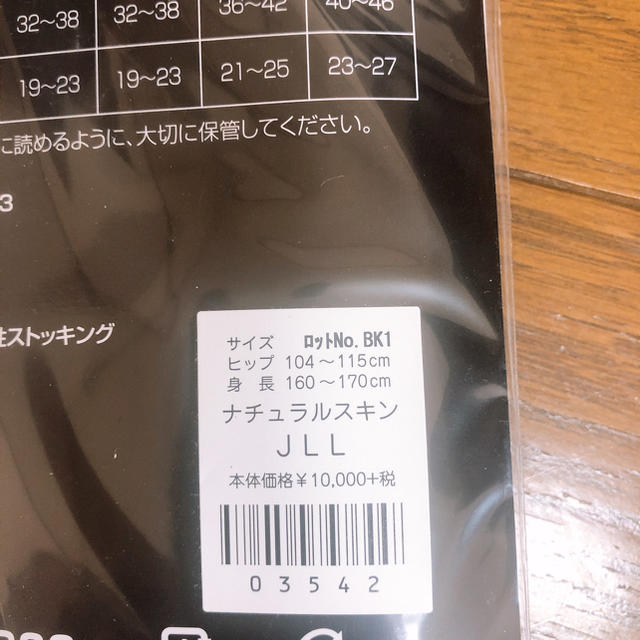 32~38 32~38 36~42 40~46
19~23 19~23 21~25 23~27
に読めるように、大切に保管してください。
3
性ストッキング
サイズ ロットNo. BK1
ヒップ 104~115cm
身長 160~170cm
ナチュラルスキン
JLL
本体価格¥10,000+税
03542